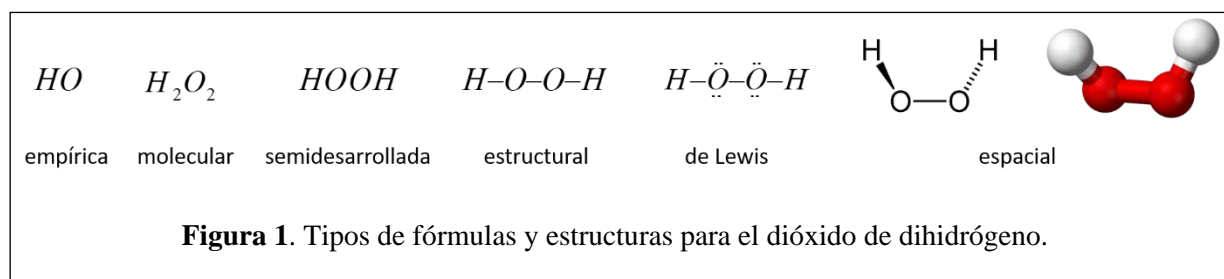 HO H₂O₂ HOOH H–O–O–H H–Ö–Ö–H H H
O O
empírica molecular semidesarrollada estructural de Lewis espacial
Figura 1. Tipos de fórmulas y estructuras para el dióxido de dihidrógeno.